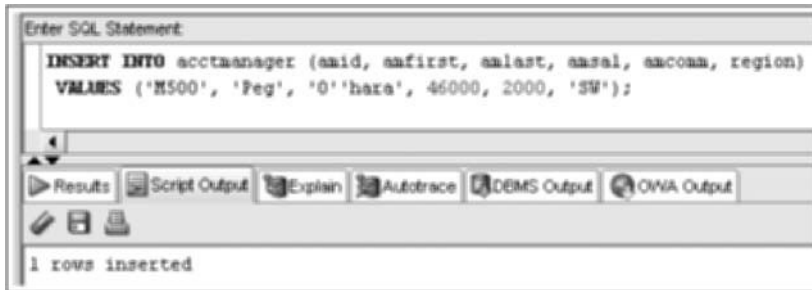 Enter SQL Statement:
INSERT INTO acctmanager (amid, amfirst, amlast, amsal, amcomm, region)
VALUES ('M500', 'Peg', 'O''hara', 46000, 2000, 'SW');
Results Script Output Explain Autotrace DBMS Output OWA Output
1 rows inserted